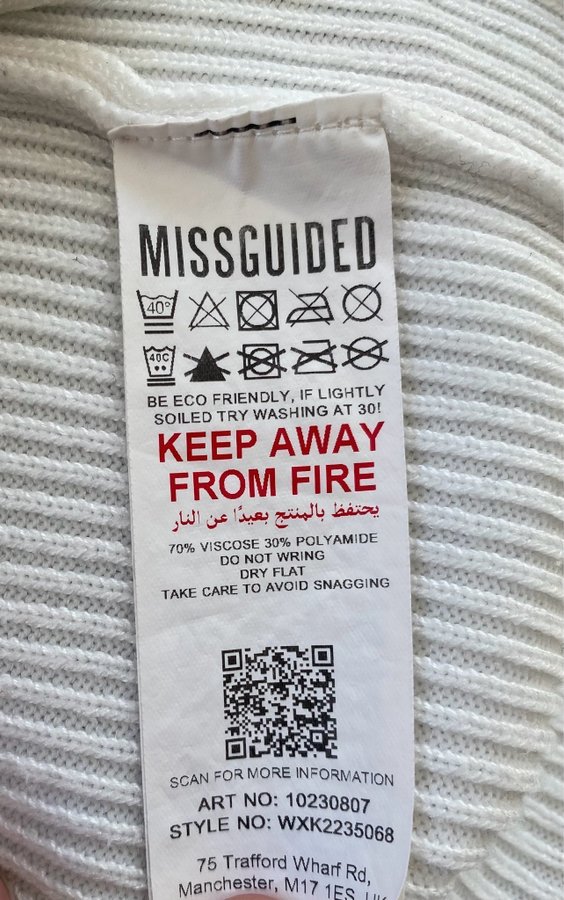 MISSGUIDED
40°
40C
BE ECO FRIENDLY, IF LIGHTLY
SOILED TRY WASHING AT 30!
KEEP AWAY
FROM FIRE
يحتفظ بالمنتج بعيدًا عن النار
70% VISCOSE 30% POLYAMIDE
DO NOT WRING
DRY FLAT
TAKE CARE TO AVOID SNAGGING
SCAN FOR MORE INFORMATION
ART NO: 10230807
STYLE NO: WXK2235068
75 Trafford Wharf Rd,
Manchester, M17 1ES, UK